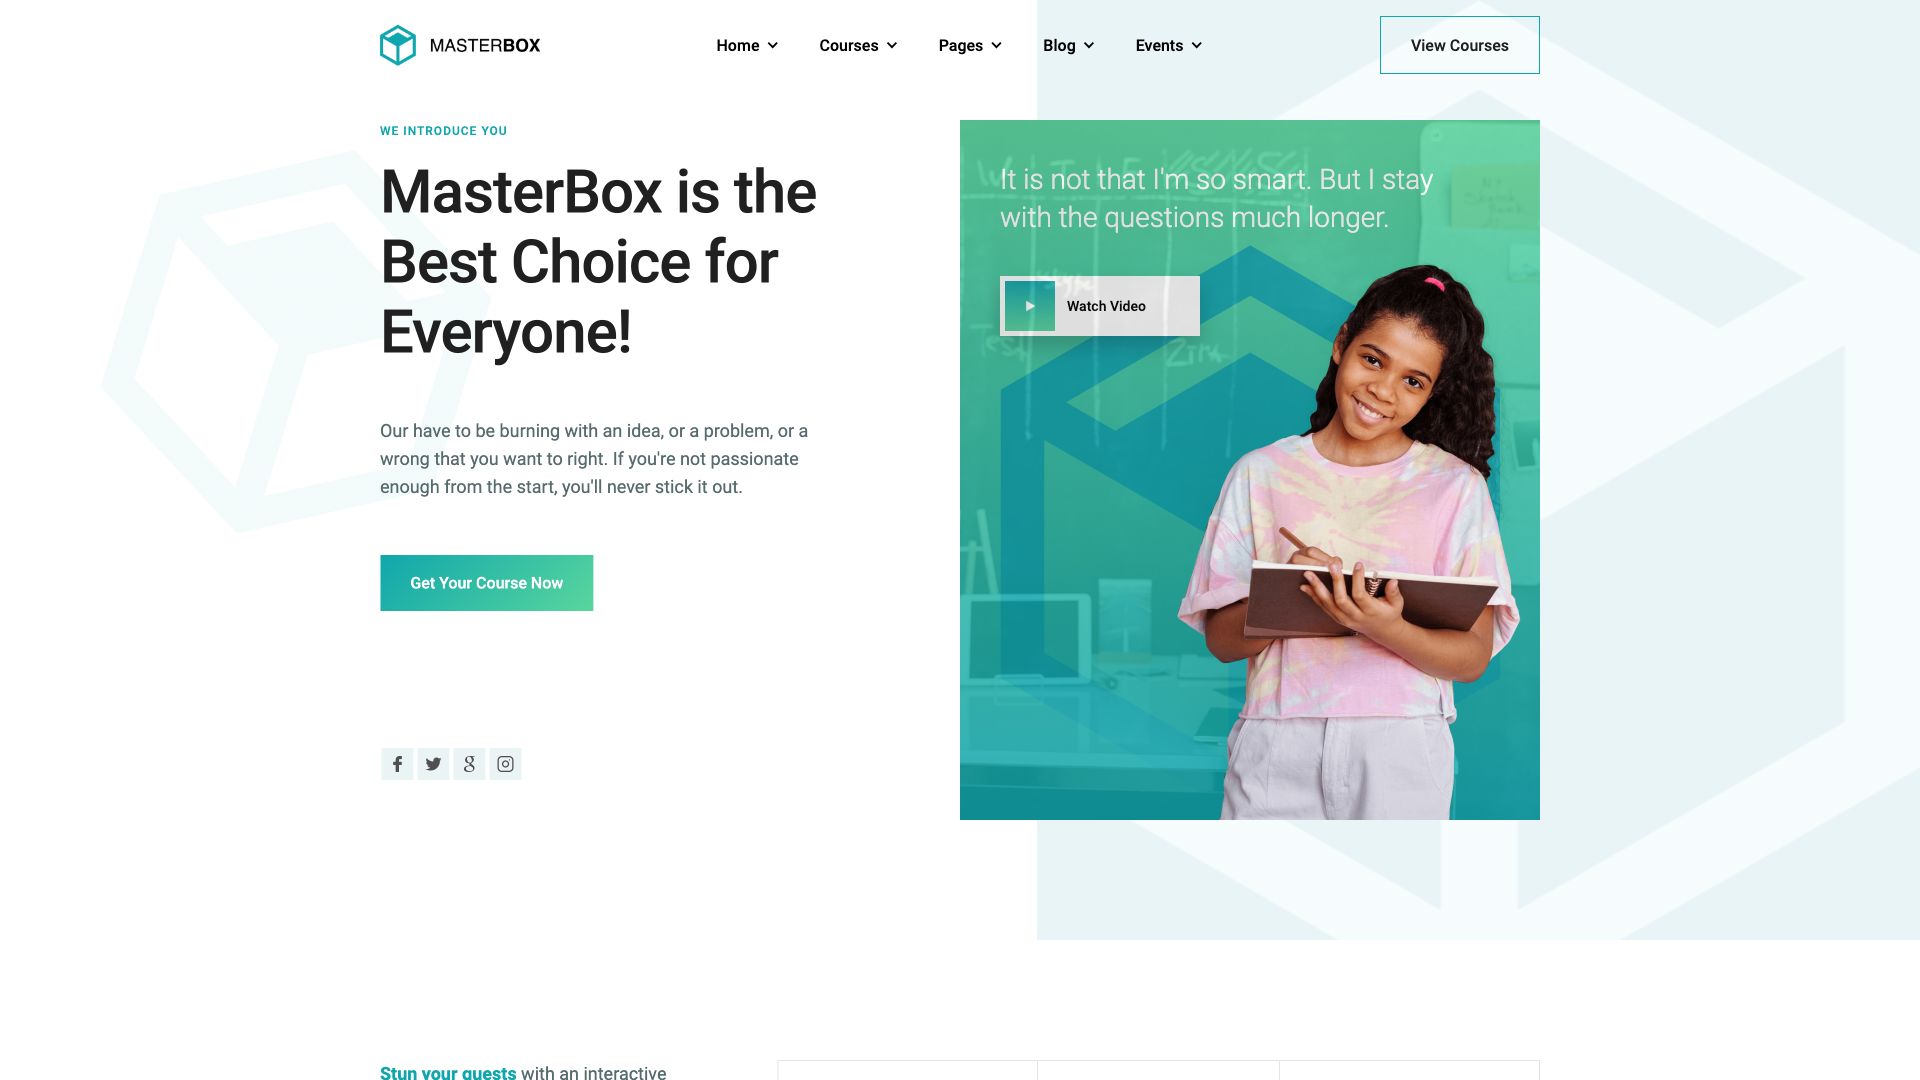 MASTERBOX
Home Courses Pages Blog Events
View Courses
WE INTRODUCE YOU
MasterBox is the
Best Choice for
Everyone!
Our have to be burning with an idea, or a problem, or a
wrong that you want to right. If you're not passionate
enough from the start, you'll never stick it out.
Get Your Course Now
It is not that I'm so smart. But I stay
with the questions much longer.
Watch Video
Stun your guests with an interactive